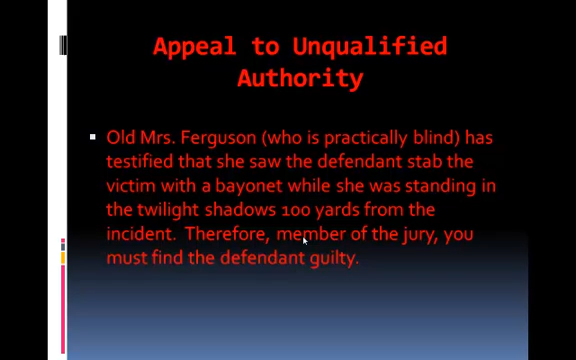 Appeal to Unqualified
Authority
Old Mrs. Ferguson (who is practically blind) has
testified that she saw the defendant stab the
victim with a bayonet while she was standing in
the twilight shadows 100 yards from the
incident. Therefore, member of the jury, you
must find the defendant guilty.